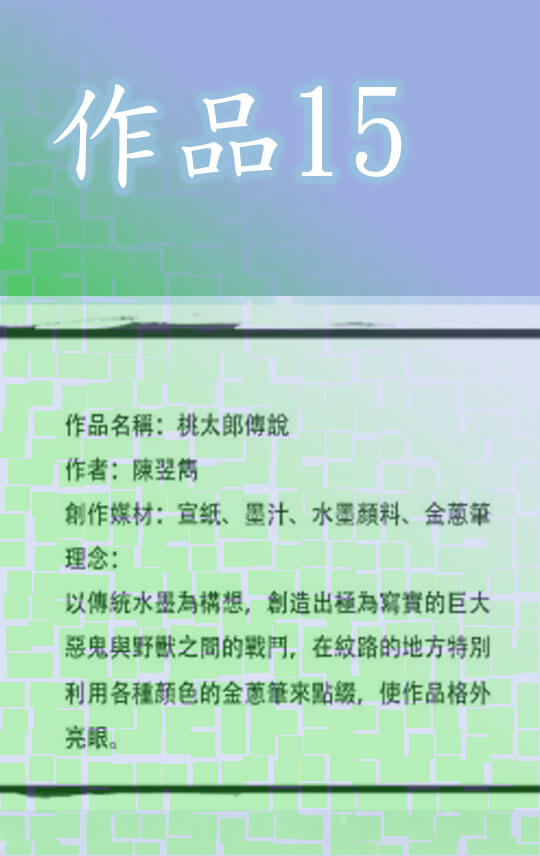 作品15
作品名稱：桃太郎傳說
作者：陳翌雋
創作媒材：宣紙、墨汁、水墨顏料、金蔥筆
理念：
以傳統水墨為構想，創造出極為寫實的巨大
惡鬼與野獸之間的戰鬥，在紋路的地方特別
利用各種顏色的金蔥筆來點綴，使作品格外
亮眼。